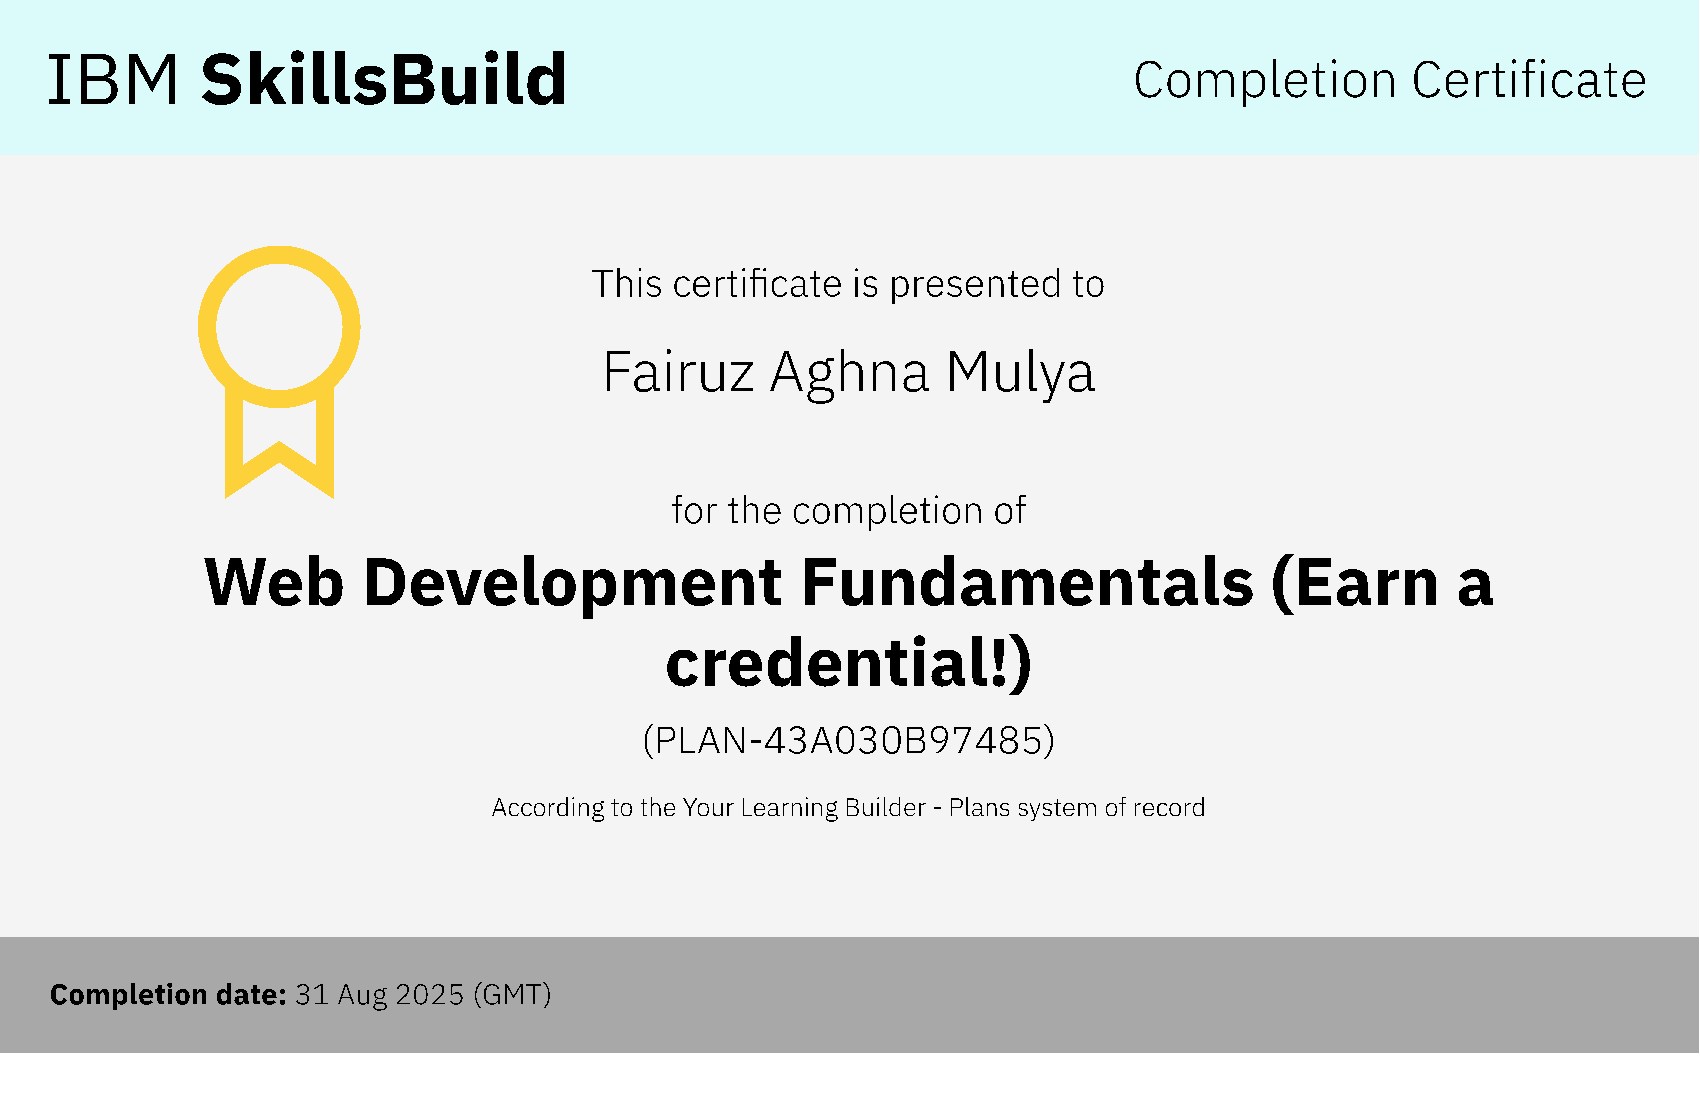 IBM SkillsBuild
Completion Certificate
This certificate is presented to
Fairuz Aghna Mulya
for the completion of
Web Development Fundamentals (Earn a
credential!)
(PLAN-43A030B97485)
According to the Your Learning Builder - Plans system of record
Completion date: 31 Aug 2025 (GMT)